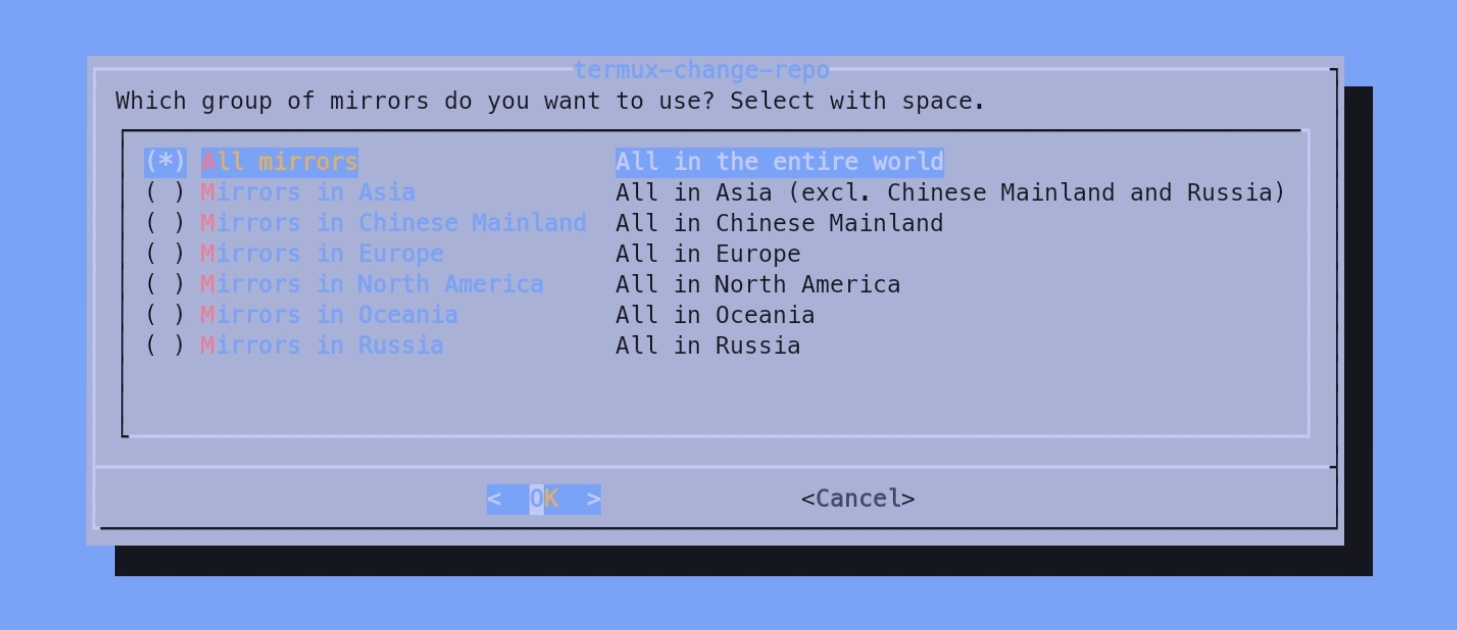 termux-change-repo
Which group of mirrors do you want to use? Select with space.
(*) All mirrors All in the entire world
( ) Mirrors in Asia All in Asia (excl. Chinese Mainland and Russia)
( ) Mirrors in Chinese Mainland All in Chinese Mainland
( ) Mirrors in Europe All in Europe
( ) Mirrors in North America All in North America
( ) Mirrors in Oceania All in Oceania
( ) Mirrors in Russia All in Russia
< OK > <Cancel>